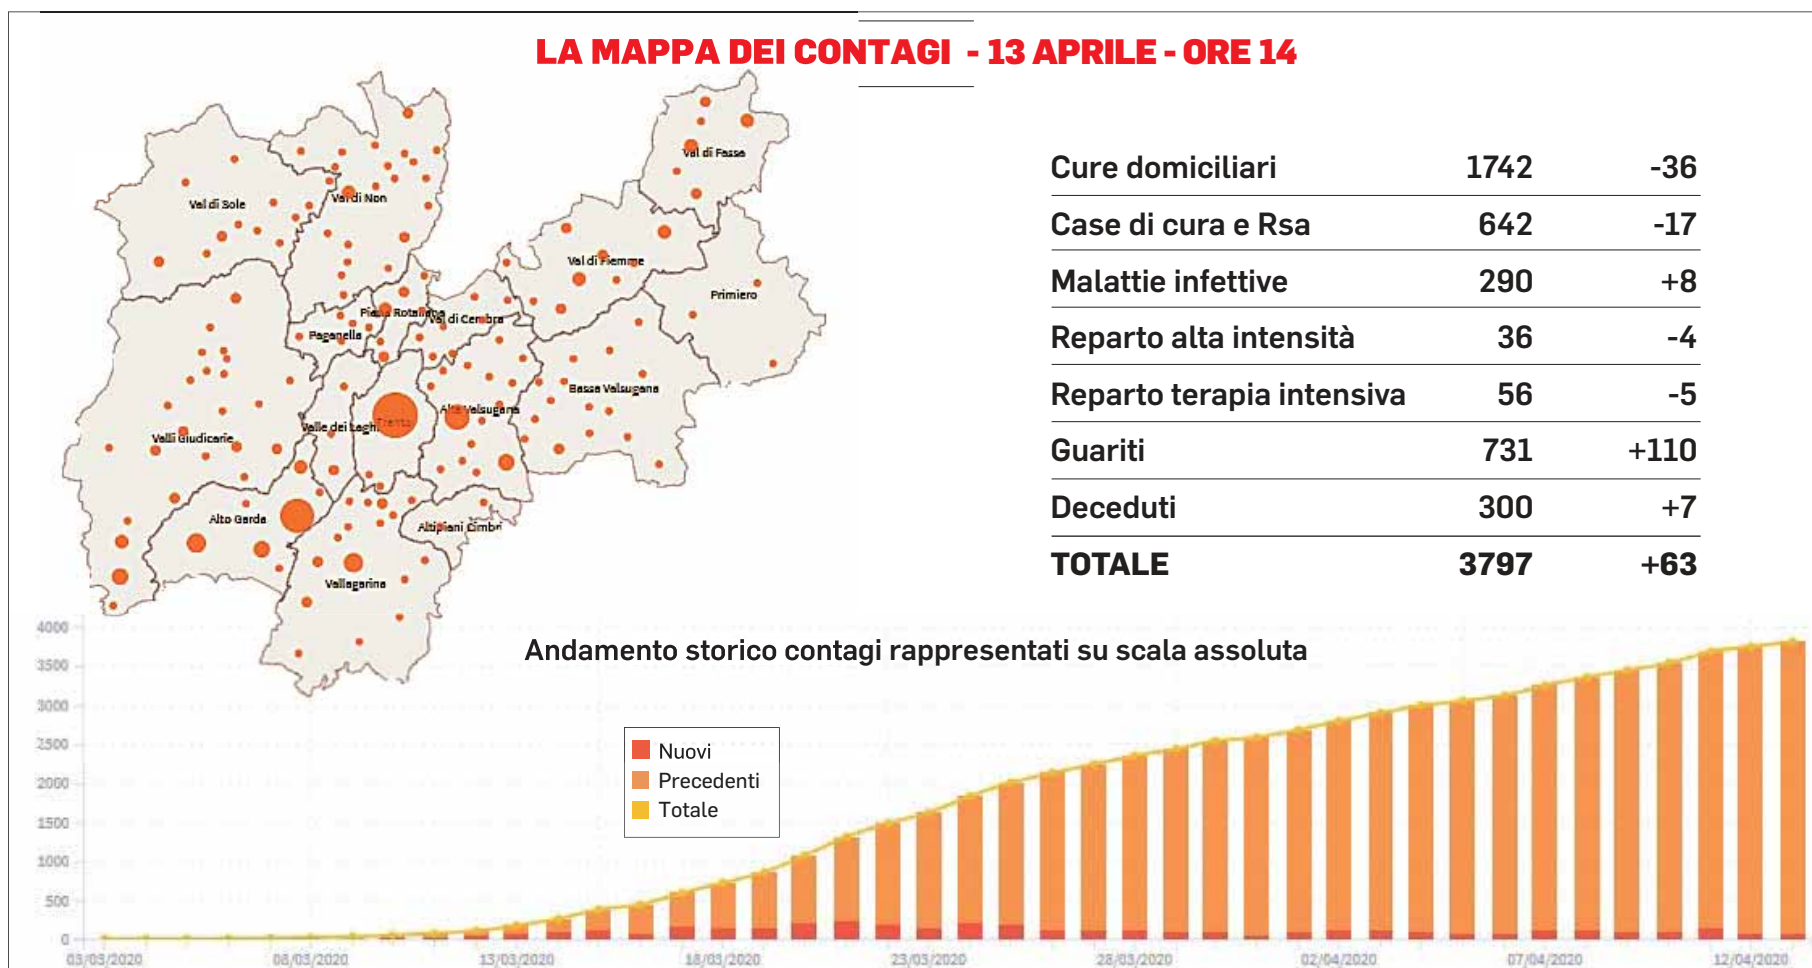 LA MAPPA DEI CONTAGI - 13 APRILE - ORE 14
Val di Fassa
Val di Sole
Val di Non
Val di Fiemme
Primiero
Piana Rotaliana
Val di Cembra
Paganella
Bassa Valsugana
Alta Valsugana
Valle dei Laghi
Trento
Valli Giudicarie
Alto Garda
Altipiani Cimbri
Vallagarina
Cure domiciliari 1742 -36
Case di cura e Rsa 642 -17
Malattie infettive 290 +8
Reparto alta intensità 36 -4
Reparto terapia intensiva 56 -5
Guariti 731 +110
Deceduti 300 +7
TOTALE 3797 +63
Andamento storico contagi rappresentati su scala assoluta
4000
3500
3000
2500
2000
1500
1000
500
0
Nuovi
Precedenti
Totale
03/03/2020 08/03/2020 13/03/2020 18/03/2020 23/03/2020 28/03/2020 02/04/2020 07/04/2020 12/04/2020